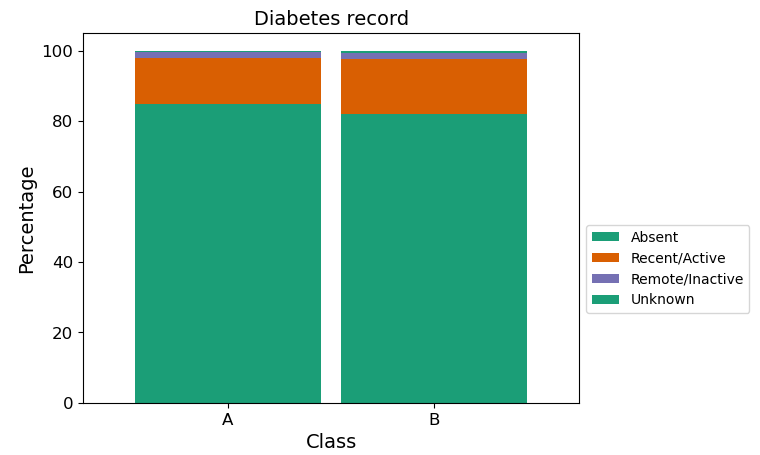 Diabetes record
100
80
60
40
20
0
Percentage
A
B
Class
Absent
Recent/Active
Remote/Inactive
Unknown